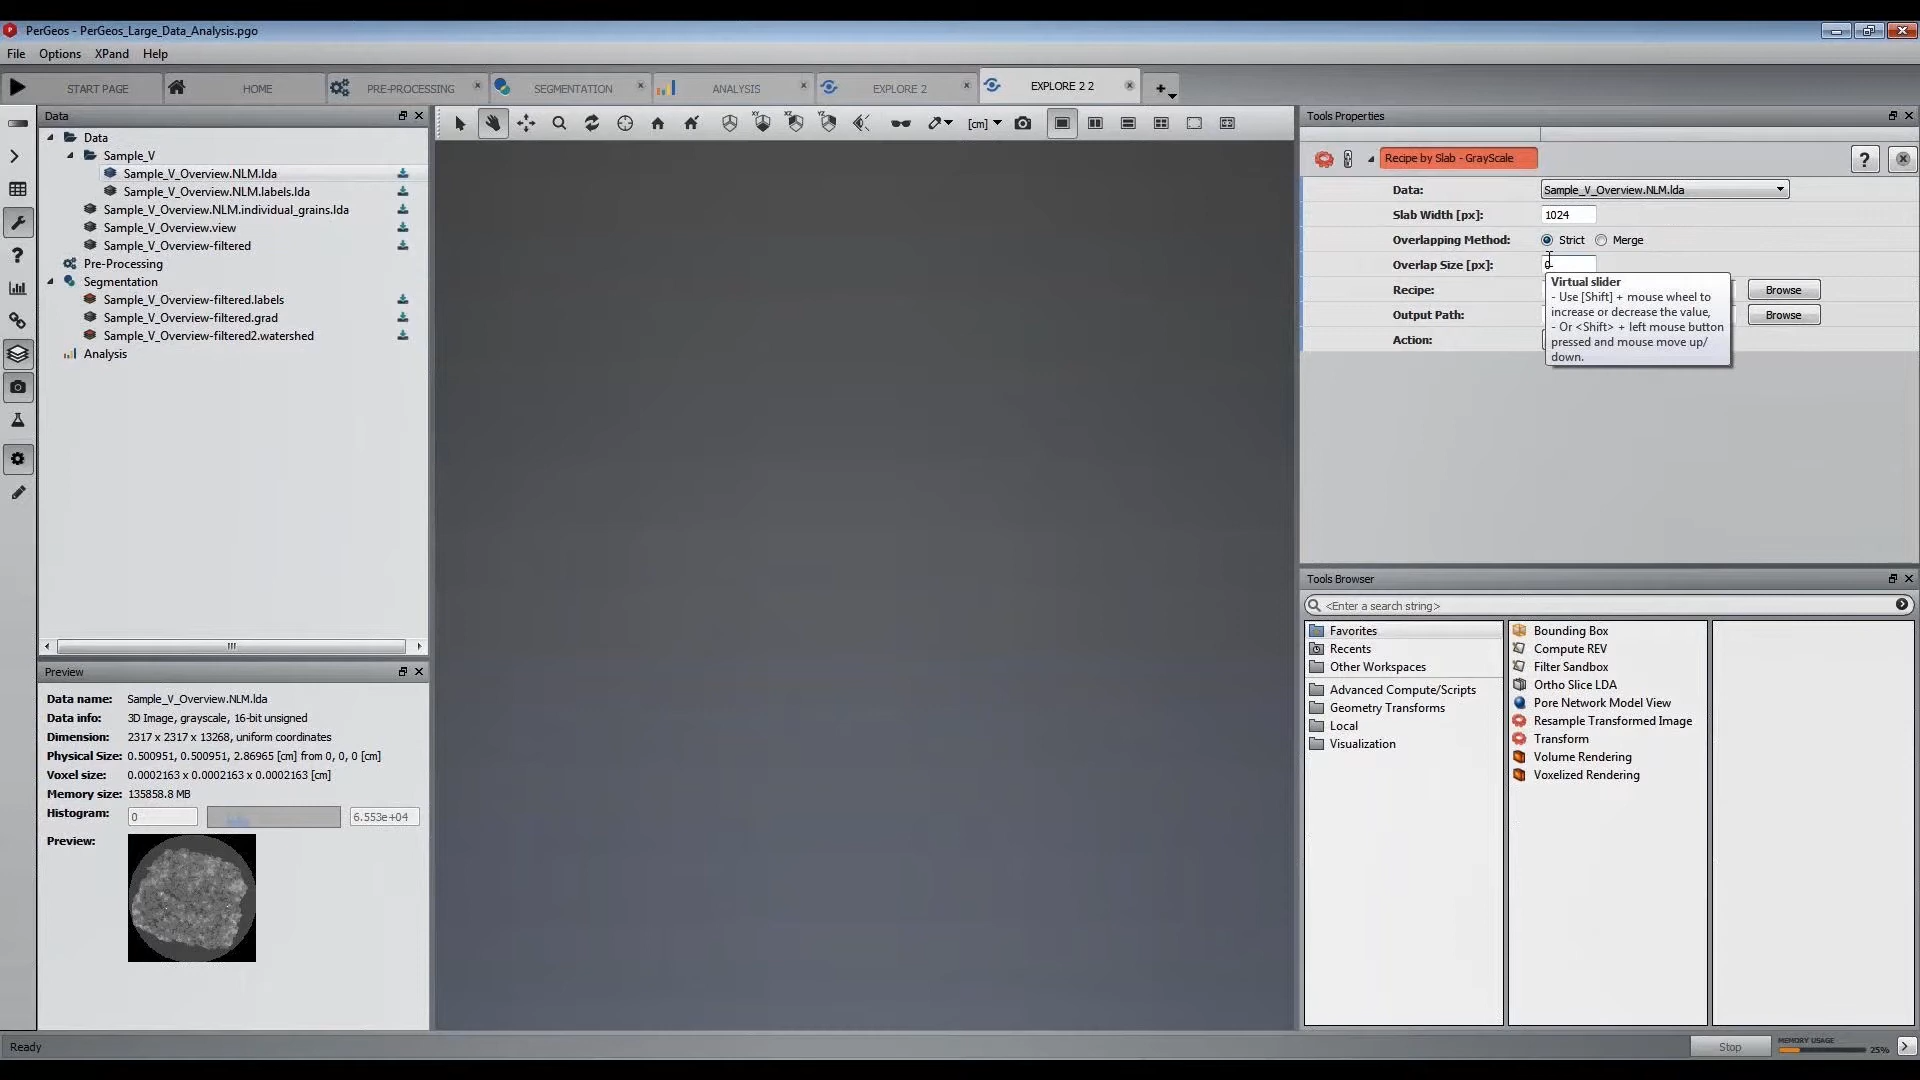 PerGeos - PerGeos_Large_Data_Analysis.pgo
File Options XPand Help
START PAGE HOME PRE-PROCESSING SEGMENTATION ANALYSIS EXPLORE 2 EXPLORE 2 2
Data
Data
Sample_V
Sample_V_Overview.NLM.lda
Sample_V_Overview.NLM.labels.lda
Sample_V_Overview.NLM.individual_grains.lda
Sample_V_Overview.view
Sample_V_Overview-filtered
Pre-Processing
Segmentation
Sample_V_Overview-filtered.labels
Sample_V_Overview-filtered.grad
Sample_V_Overview-filtered2.watershed
Analysis
Preview
Data name: Sample_V_Overview.NLM.lda
Data info: 3D Image, grayscale, 16-bit unsigned
Dimension: 2317 x 2317 x 13268, uniform coordinates
Physical Size: 0.500951, 0.500951, 2.86965 [cm] from 0, 0, 0 [cm]
Voxel size: 0.0002163 x 0.0002163 x 0.0002163 [cm]
Memory size: 135858.8 MB
Histogram: 0 6.553e+04
Preview:
XY XZ YZ [cm]
Tools Properties
Recipe by Slab - GrayScale ?
Data: Sample_V_Overview.NLM.lda
Slab Width [px]: 1024
Overlapping Method: Strict Merge
Overlap Size [px]: 0
Recipe: Browse
Output Path: Browse
Action:
Virtual slider
- Use [Shift] + mouse wheel to
increase or decrease the value,
- Or <Shift> + left mouse button
pressed and mouse move up/
down.
Tools Browser
<Enter a search string>
Favorites
Recents
Other Workspaces
Advanced Compute/Scripts
Geometry Transforms
Local
Visualization
Bounding Box
Compute REV
Filter Sandbox
Ortho Slice LDA
Pore Network Model View
Resample Transformed Image
Transform
Volume Rendering
Voxelized Rendering
Ready
Stop
MEMORY USAGE
25%